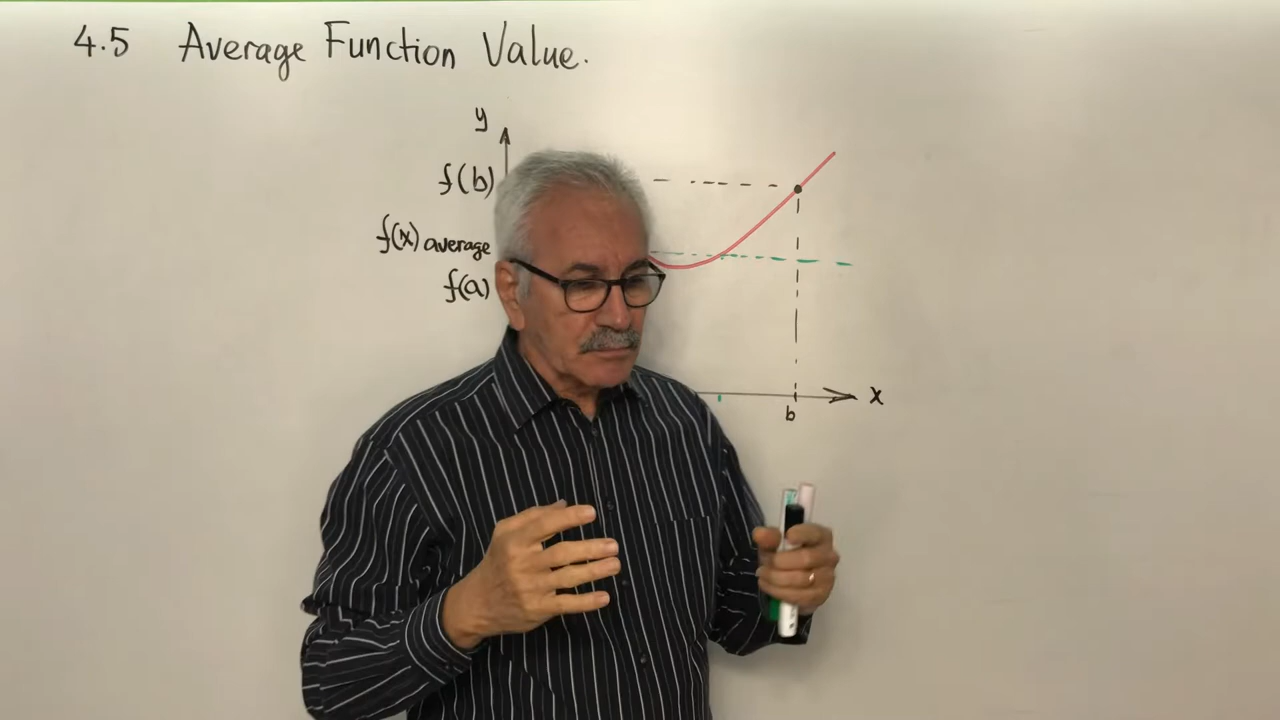 4.5 Average Function Value.
y
f(b)
f(x) average
f(a)
x
b